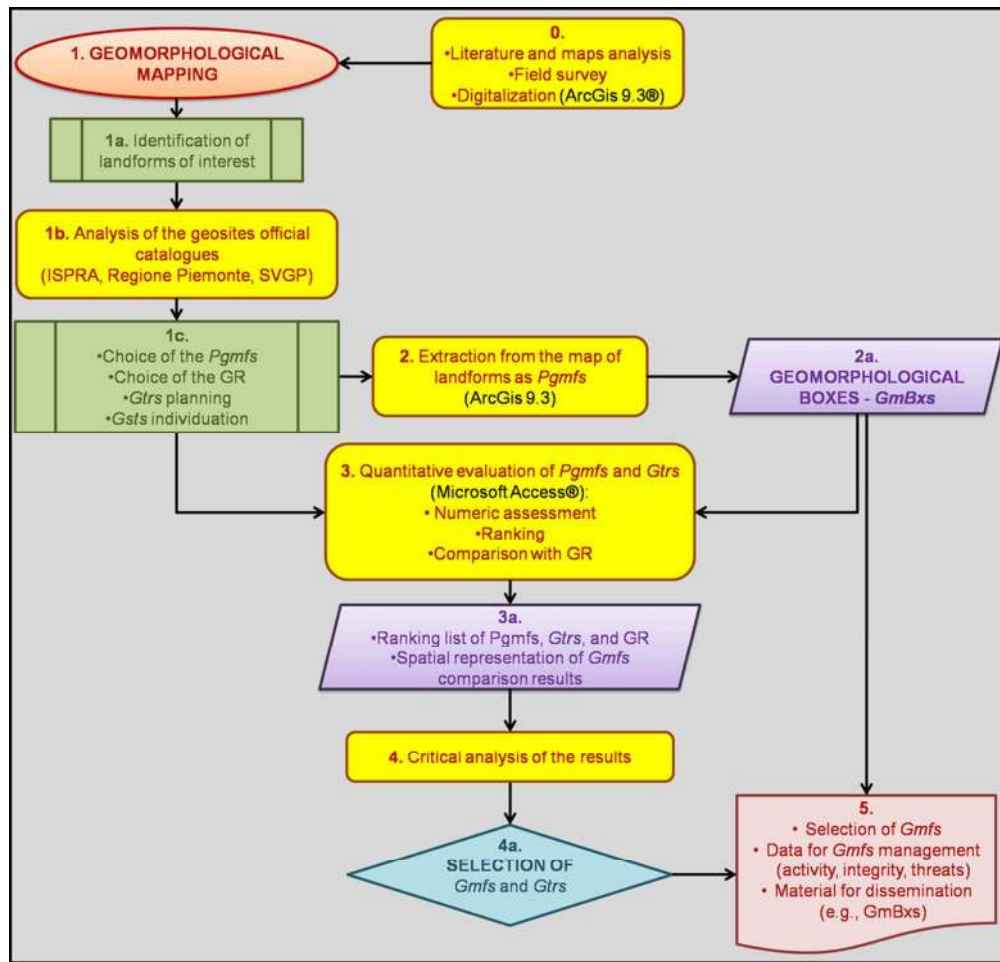 0.
•Literature and maps analysis
•Field survey
•Digitalization (ArcGis 9.3®)
1. GEOMORPHOLOGICAL
MAPPING
1a. Identification of
landforms of interest
1b. Analysis of the geosites official
catalogues
(ISPRA, Regione Piemonte, SVGP)
1c.
•Choice of the Pgmfs
•Choice of the GR
•Gtrs planning
•Gsts individuation
2. Extraction from the map of
landforms as Pgmfs
(ArcGis 9.3)
2a.
GEOMORPHOLOGICAL
BOXES - GmBxs
3. Quantitative evaluation of Pgmfs and Gtrs
(Microsoft Access®):
• Numeric assessment
•Ranking
• Comparison with GR
3a.
•Ranking list of Pgmfs, Gtrs, and GR
•Spatial representation of Gmfs
comparison results
4. Critical analysis of the results
4a.
SELECTION OF
Gmfs and Gtrs
5.
• Selection of Gmfs
• Data for Gmfs management
(activity, integrity, threats)
• Material for dissemination
(e.g., GmBxs)